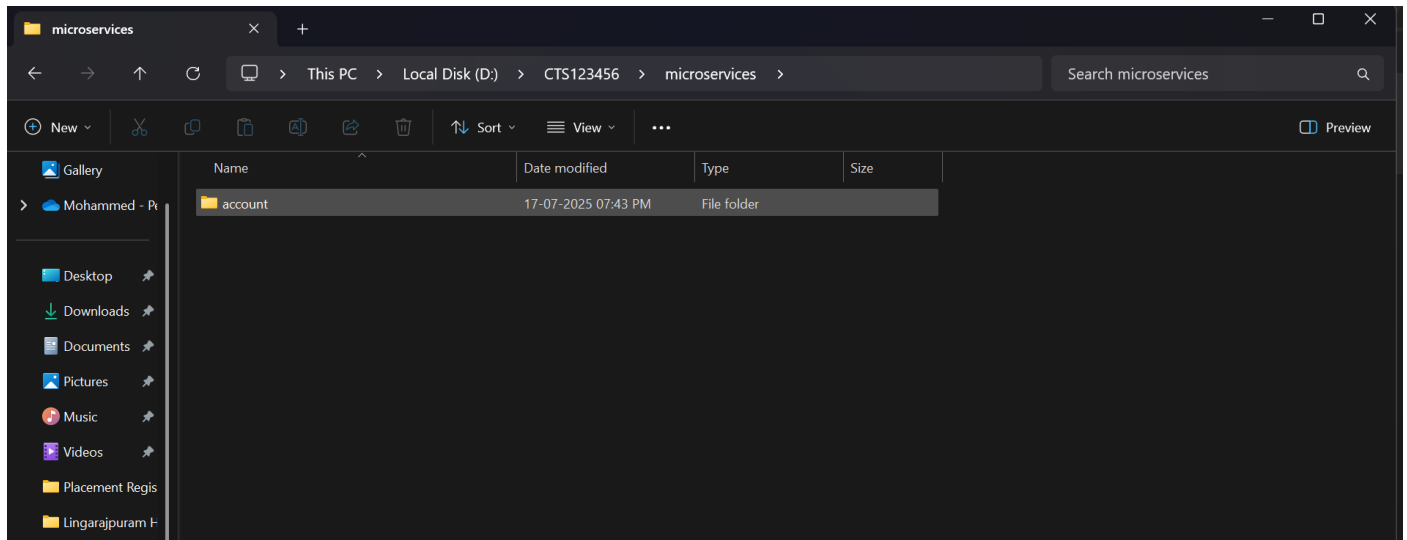 microservices
This PC > Local Disk (D:) > CTS123456 > microservices >
Search microservices
New
Sort
View
Preview
Gallery
Mohammed - Pe
Desktop
Downloads
Documents
Pictures
Music
Videos
Placement Regis
Lingarajpuram H
Name Date modified Type Size
account 17-07-2025 07:43 PM File folder